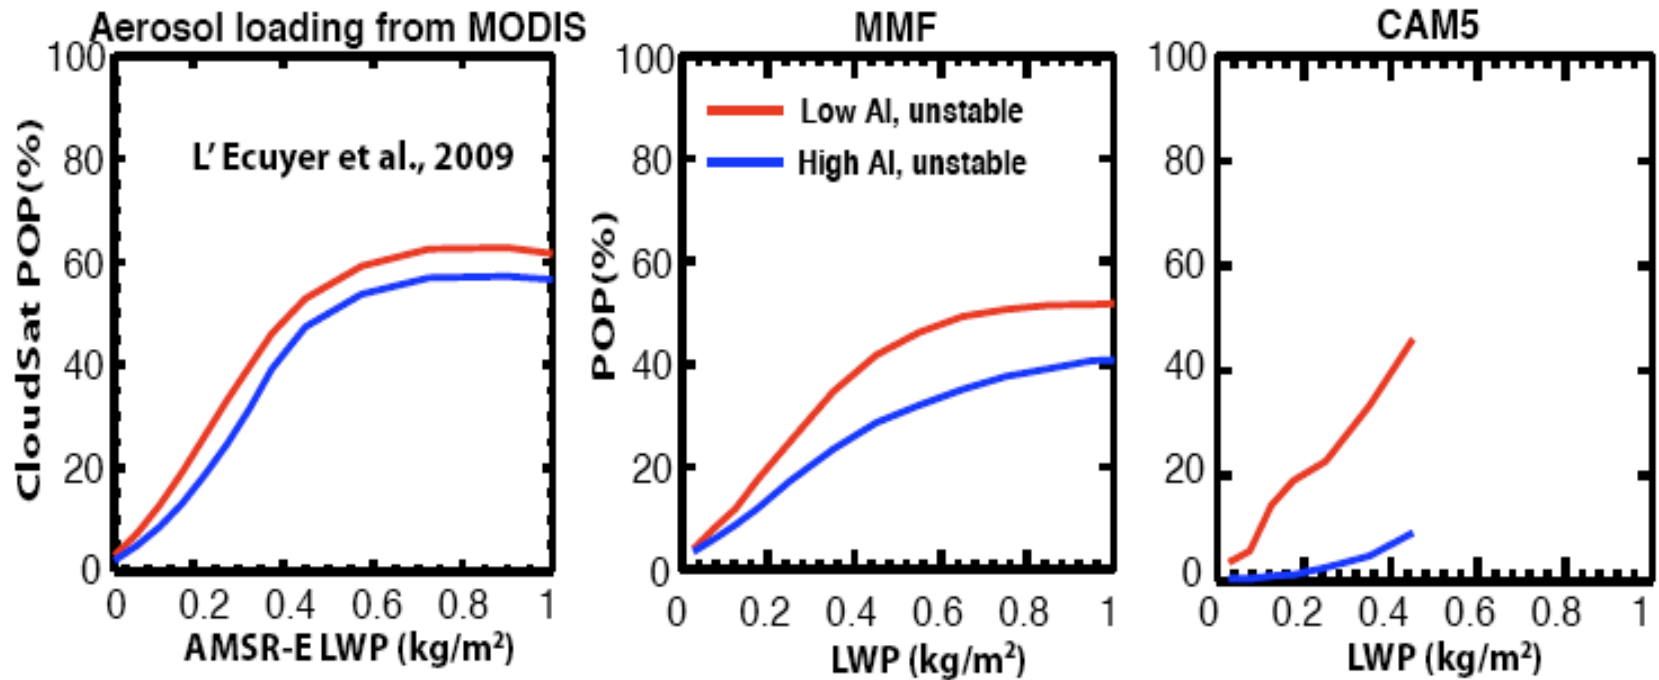 Aerosol loading from MODIS
100
80
60
40
20
0
CloudSat POP(%)
L' Ecuyer et al., 2009
0 0.2 0.4 0.6 0.8 1
AMSR-E LWP (kg/m²)
MMF
100
80
60
40
20
0
POP(%)
Low AI, unstable
High AI, unstable
0 0.2 0.4 0.6 0.8 1
LWP (kg/m²)
CAM5
100
80
60
40
20
0
0 0.2 0.4 0.6 0.8 1
LWP (kg/m²)